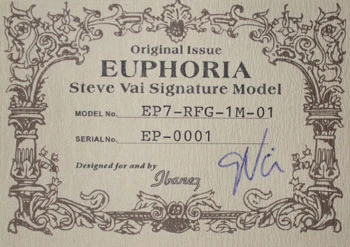 Original Issue
EUPHORIA
Steve Vai Signature Model
MODEL No. EP7-RFG-1M-01
SERIAL No. EP-0001
Designed for and by
Ibanez